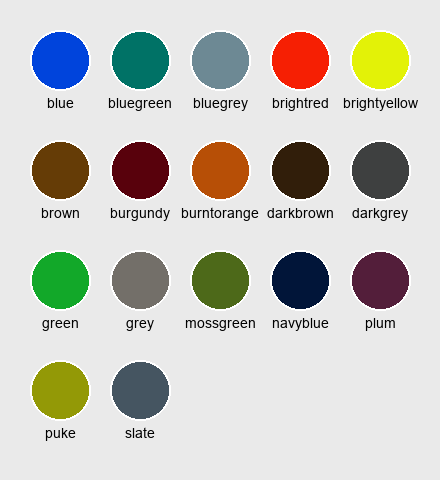 blue bluegreen bluegrey brightred brightyellow
brown burgundy burntorange darkbrown darkgrey
green grey mossgreen navyblue plum
puke slate